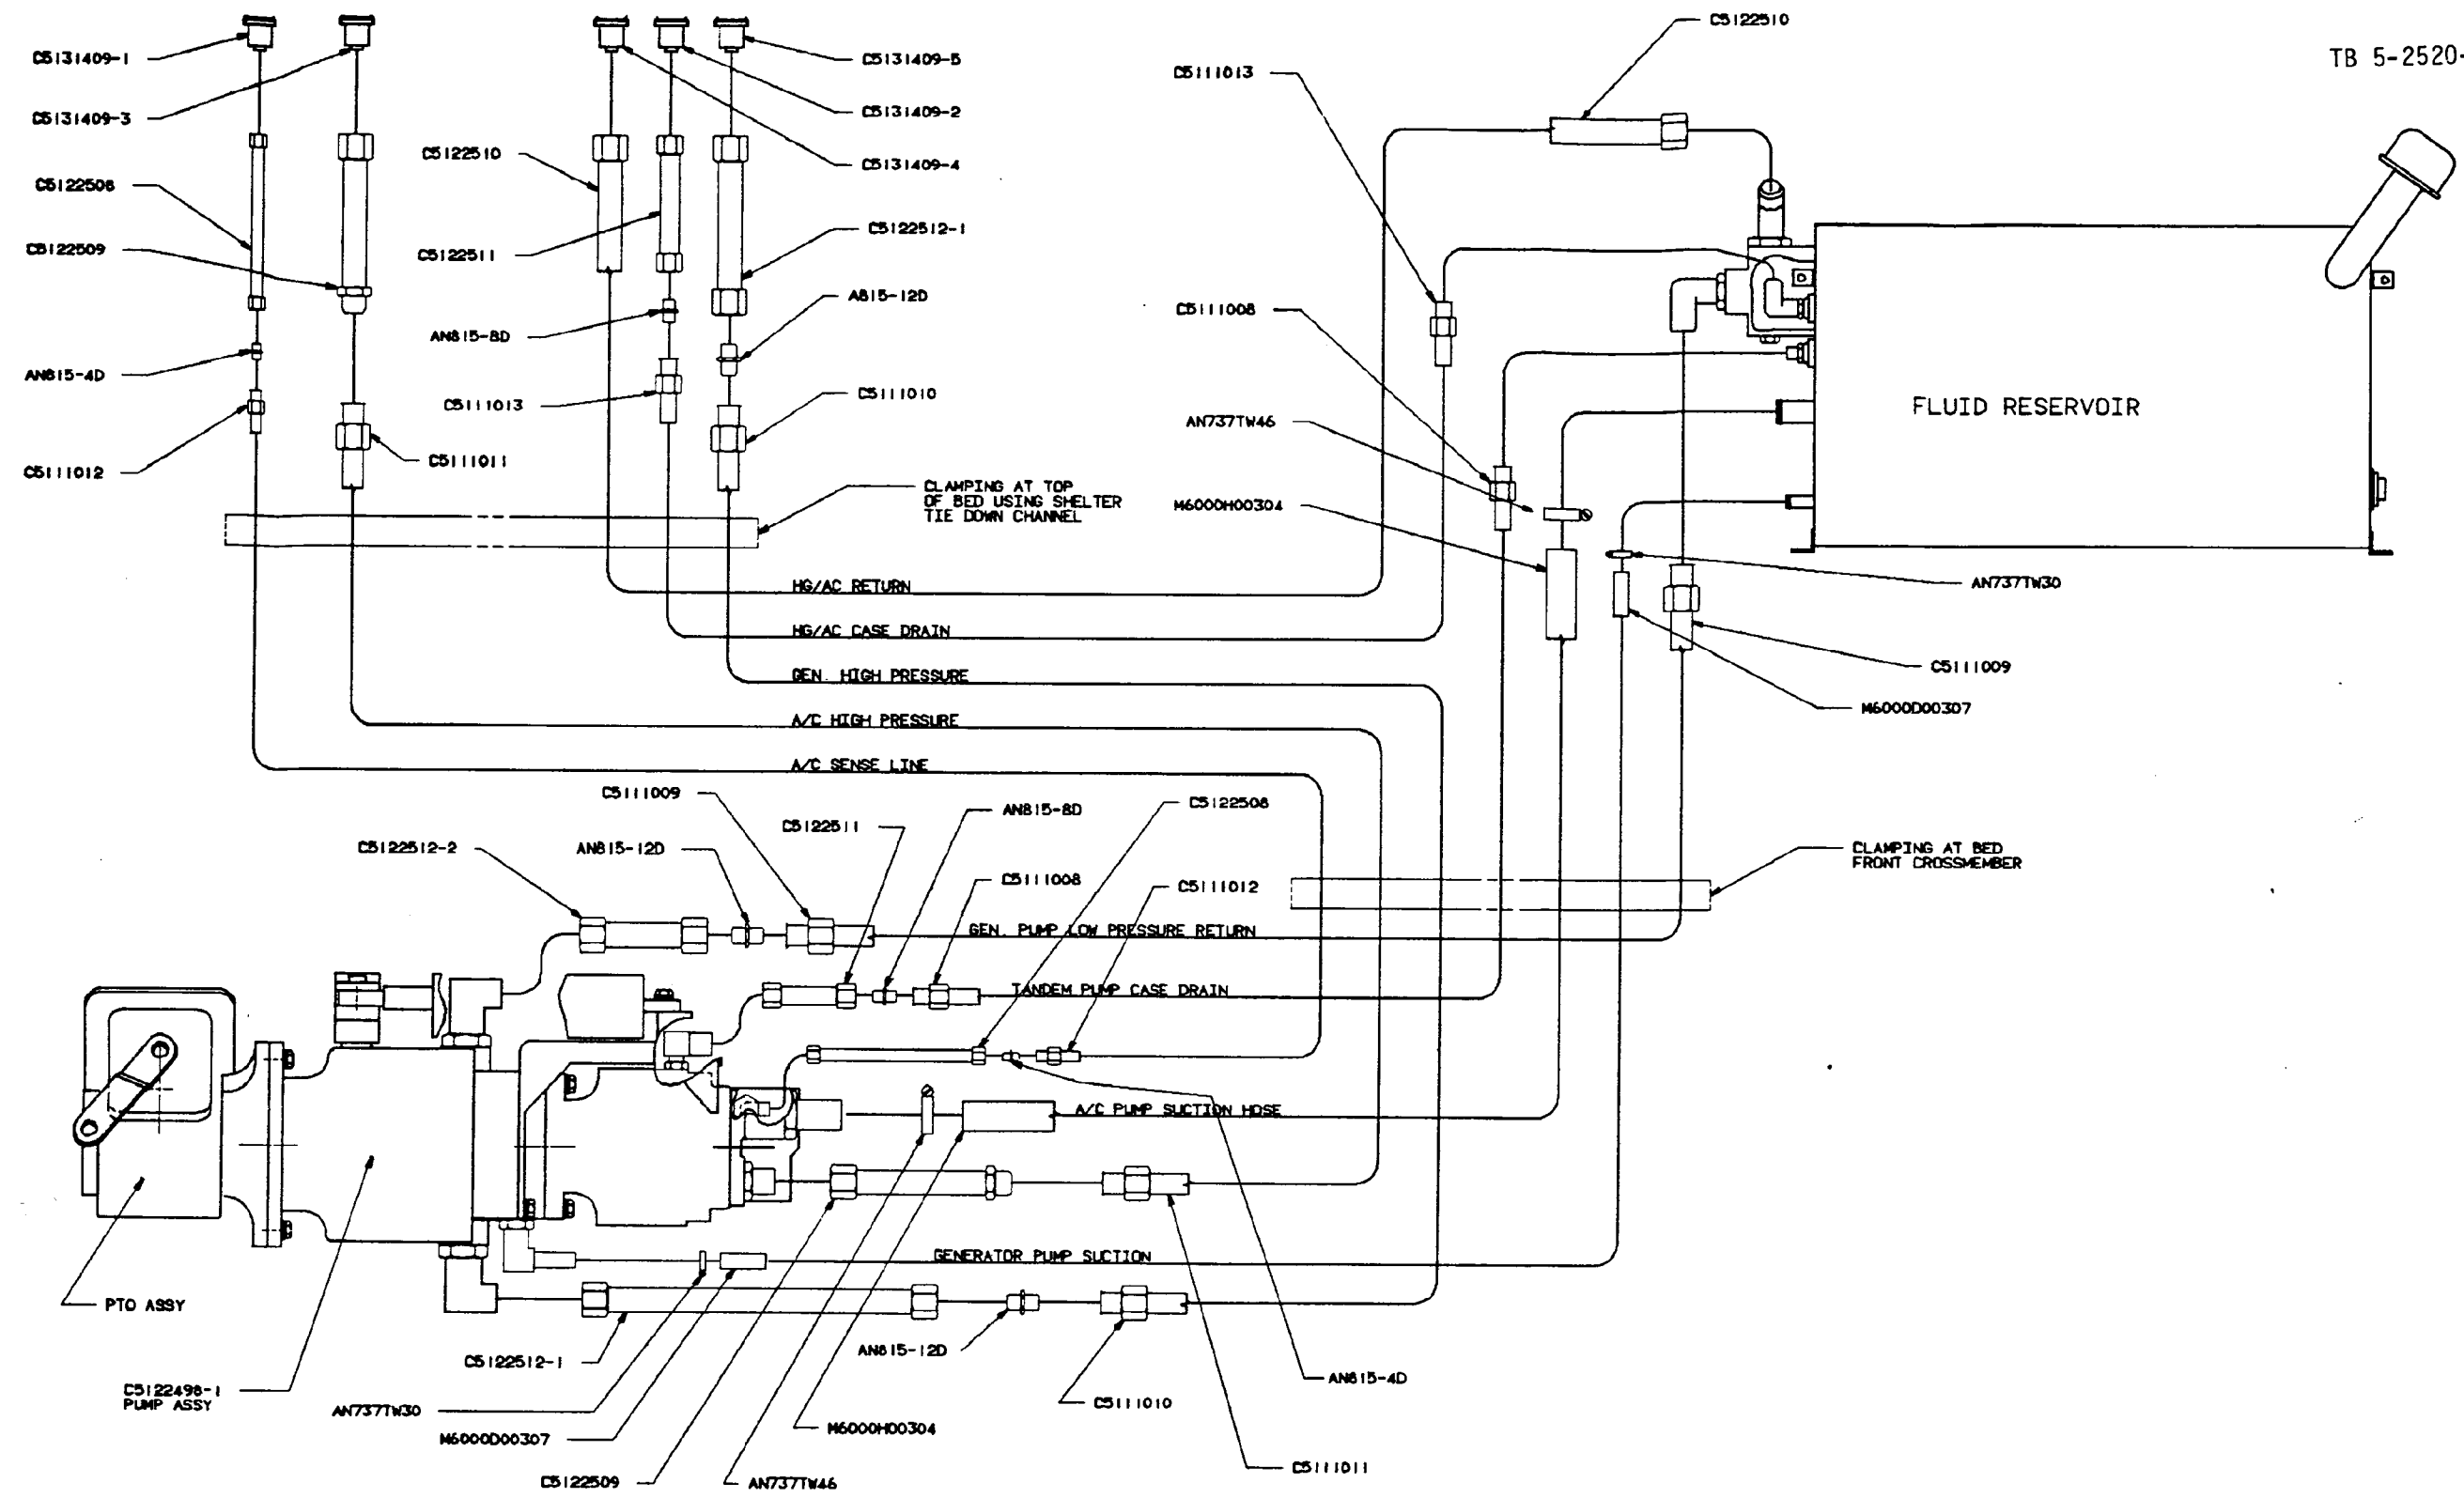 C5122510
TB 5-2520-
C5131409-1
C5131409-5
C5111013
C5131409-3
C5131409-2
C5122510
C5131409-4
C5122508
C5122509
C5122511
C5122512-1
A815-12D
C5111008
AN815-8D
AN815-4D
C5111013
C5111010
FLUID RESERVOIR
AN737TW46
C5111012
C5111011
CLAMPING AT TOP
OF BED USING SHELTER
TIE DOWN CHANNEL
M6000H00304
HG/AC RETURN
AN737TW30
HG/AC CASE DRAIN
GEN. HIGH PRESSURE
C5111009
M6000D00307
A/C HIGH PRESSURE
A/C SENSE LINE
C5111009
AN815-8D
C5122508
C5122511
C5122512-2
AN815-12D
CLAMPING AT BED
FRONT CROSSMEMBER
C5111008
C5111012
GEN. PUMP LOW PRESSURE RETURN
TANDEM PUMP CASE DRAIN
A/C PUMP SUCTION HOSE
GENERATOR PUMP SUCTION
PTO ASSY
C5122512-1
AN815-12D
AN815-4D
C5122498-1
PUMP ASSY
AN737TW30
C5111010
M6000H00304
M6000D00307
C5111011
C5122509
AN737TW46